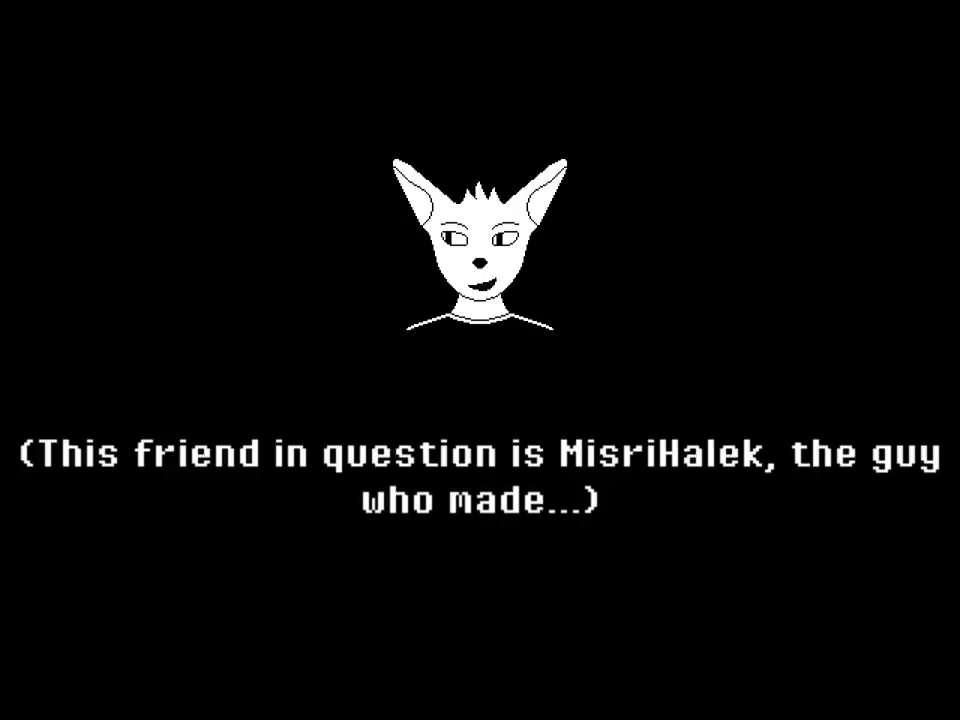 (This friend in question is MisriHalek, the guy
who made...)